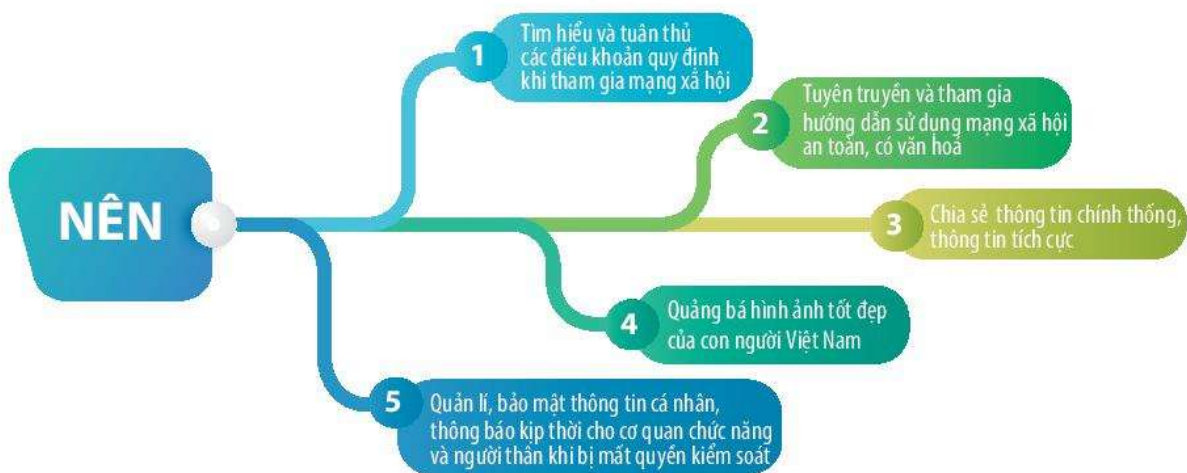 NÊN
1
Tìm hiểu và tuân thủ
các điều khoản quy định
khi tham gia mạng xã hội
2
Tuyên truyền và tham gia
hướng dẫn sử dụng mạng xã hội
an toàn, có văn hoá
3
Chia sẻ thông tin chính thống,
thông tin tích cực
4
Quảng bá hình ảnh tốt đẹp
của con người Việt Nam
5
Quản lí, bảo mật thông tin cá nhân,
thông báo kịp thời cho cơ quan chức năng
và người thân khi bị mất quyền kiểm soát